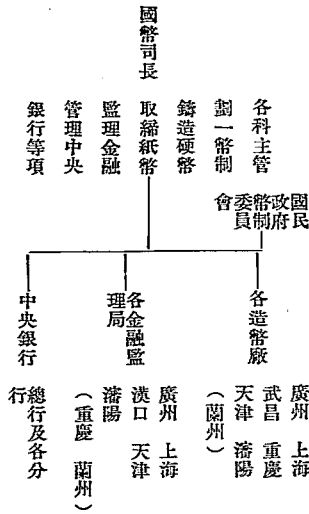 國幣司長
各科主管
劃一幣制
鑄造硬幣
取締紙幣
監理金融
管理中央
銀行等項
國民
政府
幣制
委員
會
各造幣廠
廣州 上海
武昌 重慶
天津 瀋陽
（蘭州）
各金融監
理局
廣州 上海
漢口 天津
瀋陽
（重慶 蘭州）
中央銀行
總行及各分
行